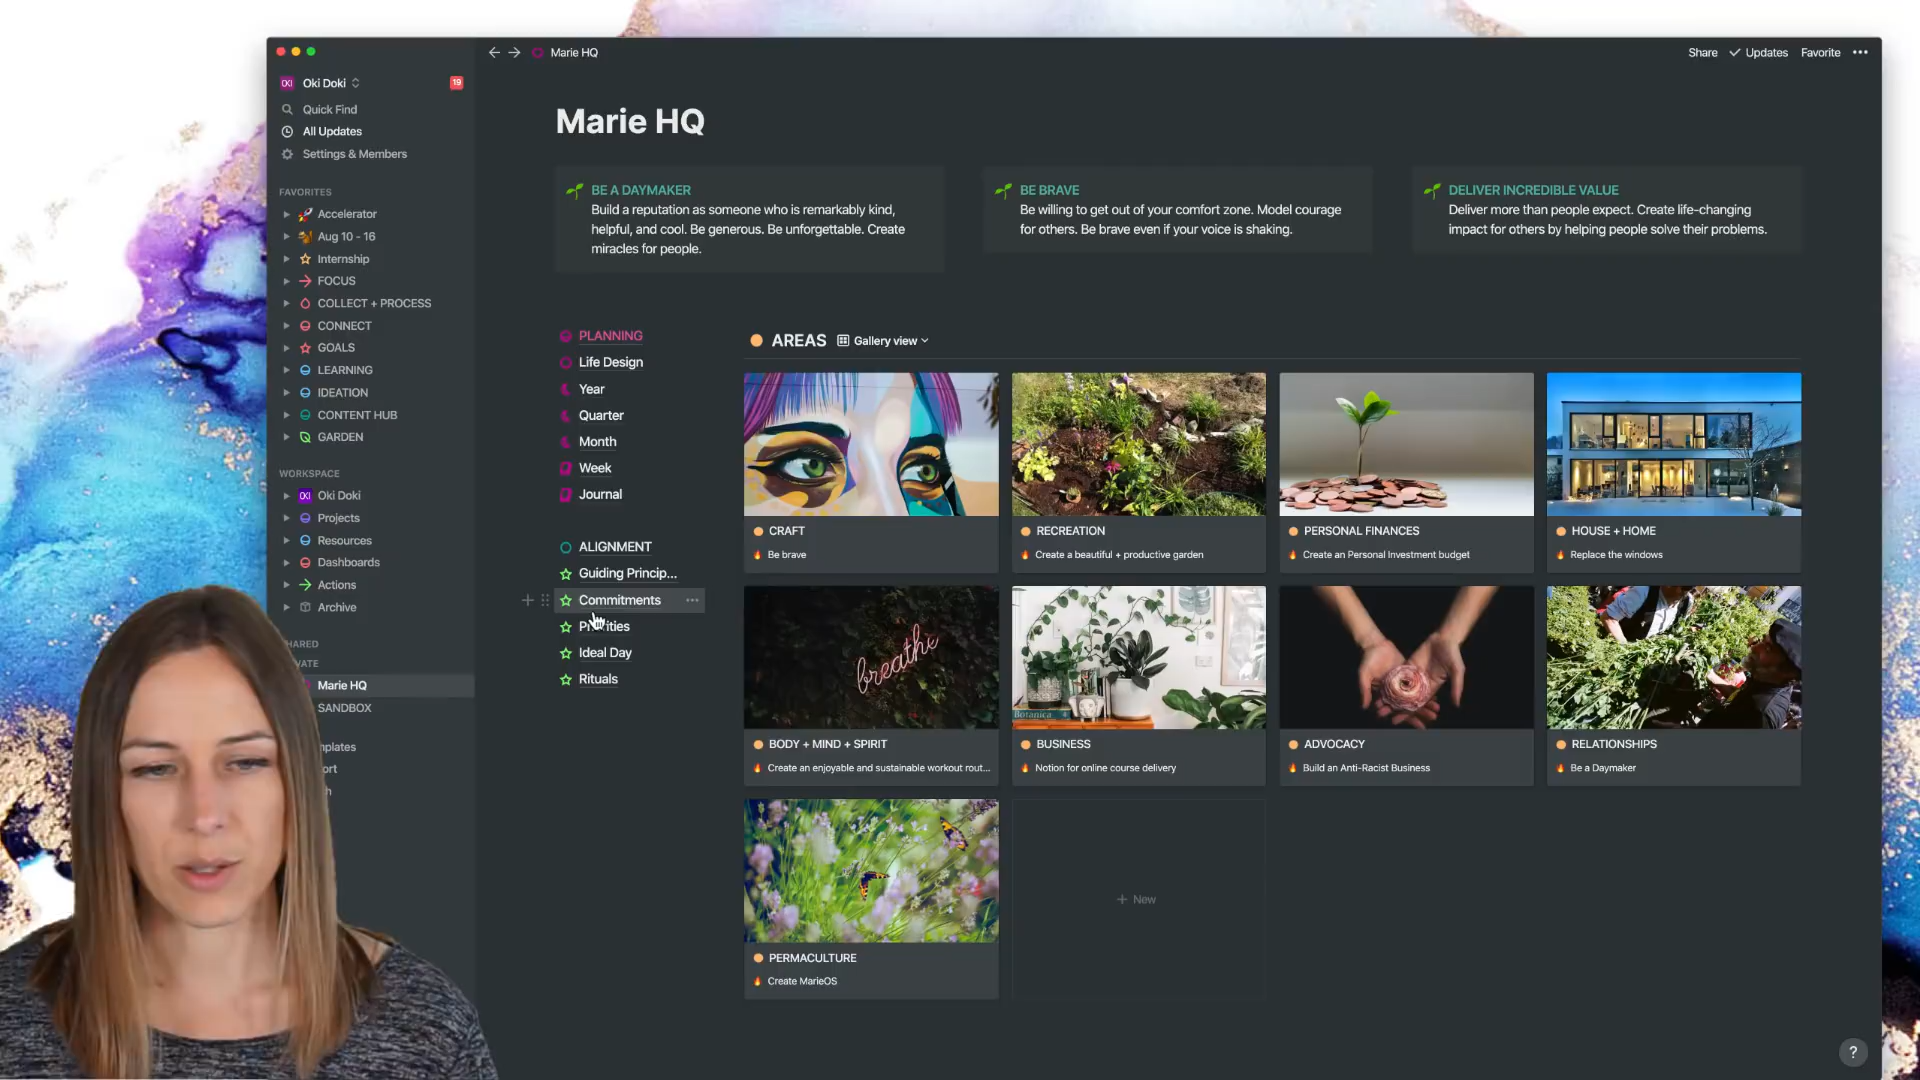 Marie HQ
Share
Updates
Favorite
OKI Oki Doki
19
Quick Find
All Updates
Settings & Members
FAVORITES
Accelerator
Aug 10 - 16
Internship
FOCUS
COLLECT + PROCESS
CONNECT
GOALS
LEARNING
IDEATION
CONTENT HUB
GARDEN
WORKSPACE
OKI Oki Doki
Projects
Resources
Dashboards
Actions
Archive
HARED
VATE
Marie HQ
SANDBOX
nplates
ort
h
Marie HQ
BE A DAYMAKER
Build a reputation as someone who is remarkably kind,
helpful, and cool. Be generous. Be unforgettable. Create
miracles for people.
BE BRAVE
Be willing to get out of your comfort zone. Model courage
for others. Be brave even if your voice is shaking.
DELIVER INCREDIBLE VALUE
Deliver more than people expect. Create life-changing
impact for others by helping people solve their problems.
PLANNING
Life Design
Year
Quarter
Month
Week
Journal
ALIGNMENT
Guiding Princip...
Commitments
Ideal Day
Rituals
AREAS
Gallery view
CRAFT
Be brave
RECREATION
Create a beautiful + productive garden
PERSONAL FINANCES
Create an Personal Investment budget
HOUSE + HOME
Replace the windows
breathe
BODY + MIND + SPIRIT
Create an enjoyable and sustainable workout rout...
Botanica
BUSINESS
Notion for online course delivery
ADVOCACY
Build an Anti-Racist Business
RELATIONSHIPS
Be a Daymaker
PERMACULTURE
Create MarieOS
+ New
?